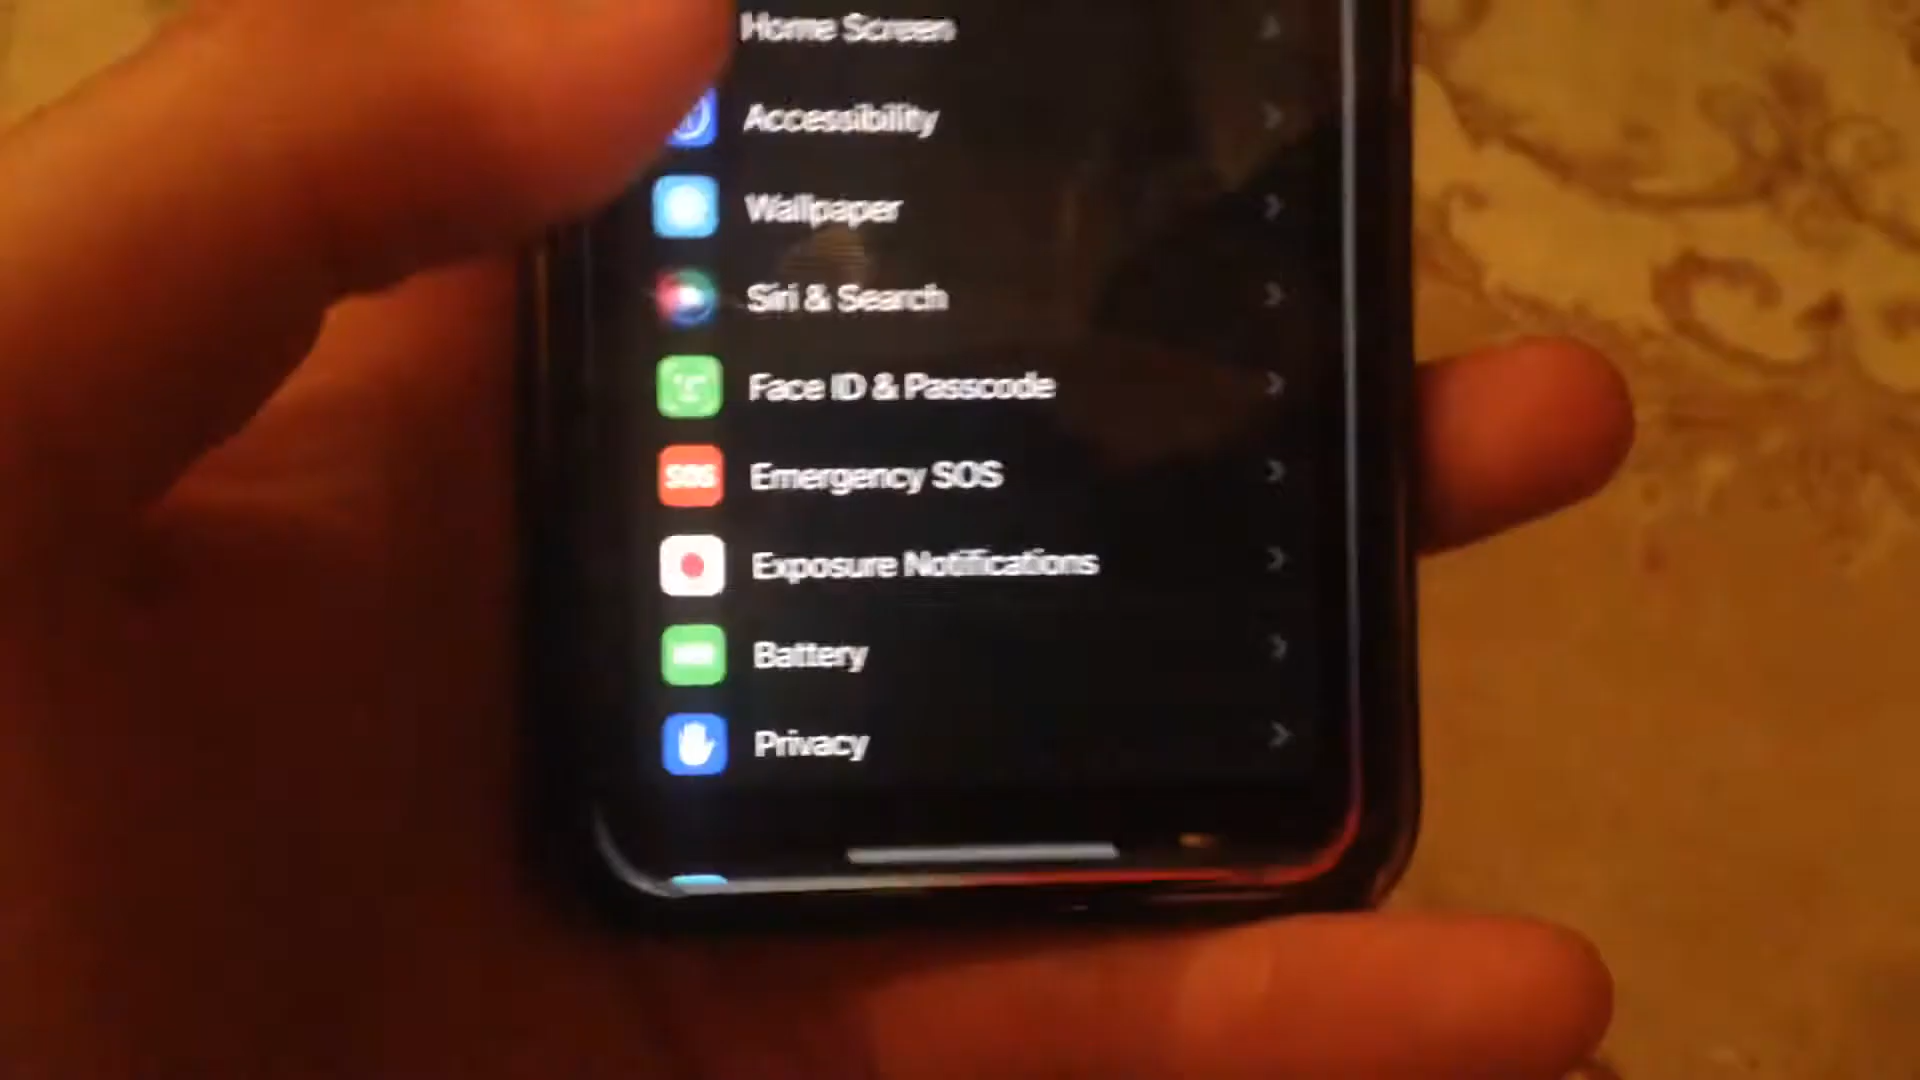 Home Screen
Accessibility
Wallpaper
Siri & Search
Face ID & Passcode
SOS Emergency SOS
Exposure Notifications
Battery
Privacy